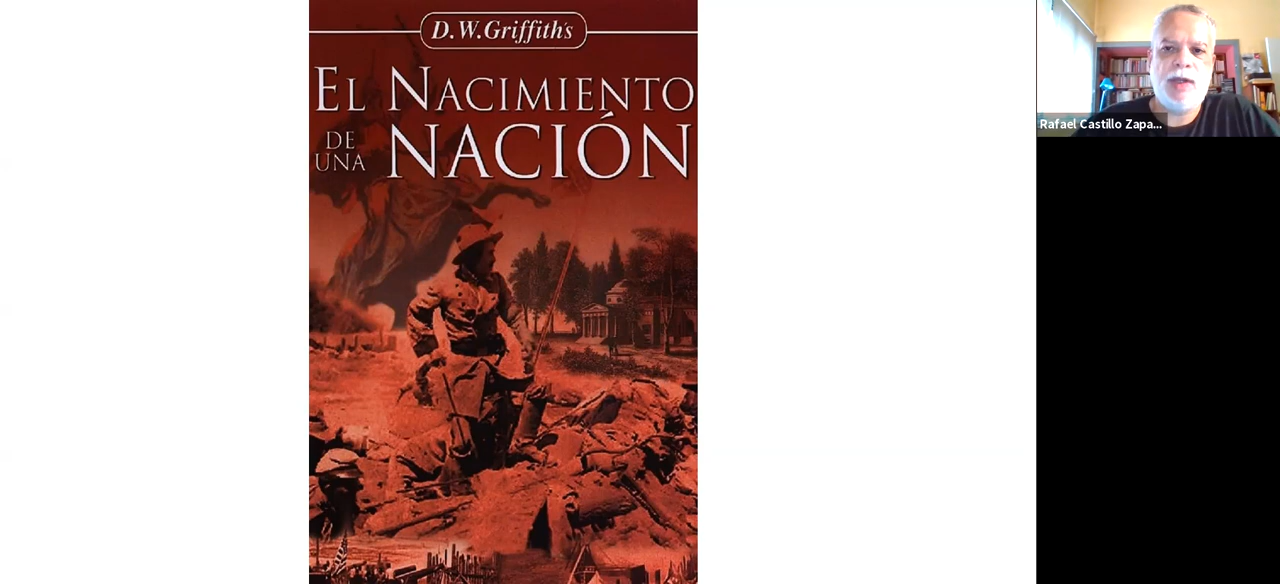 D.W.Griffith's
EL NACIMIENTO
DE UNA
NACIÓN
Rafael Castillo Zapa...